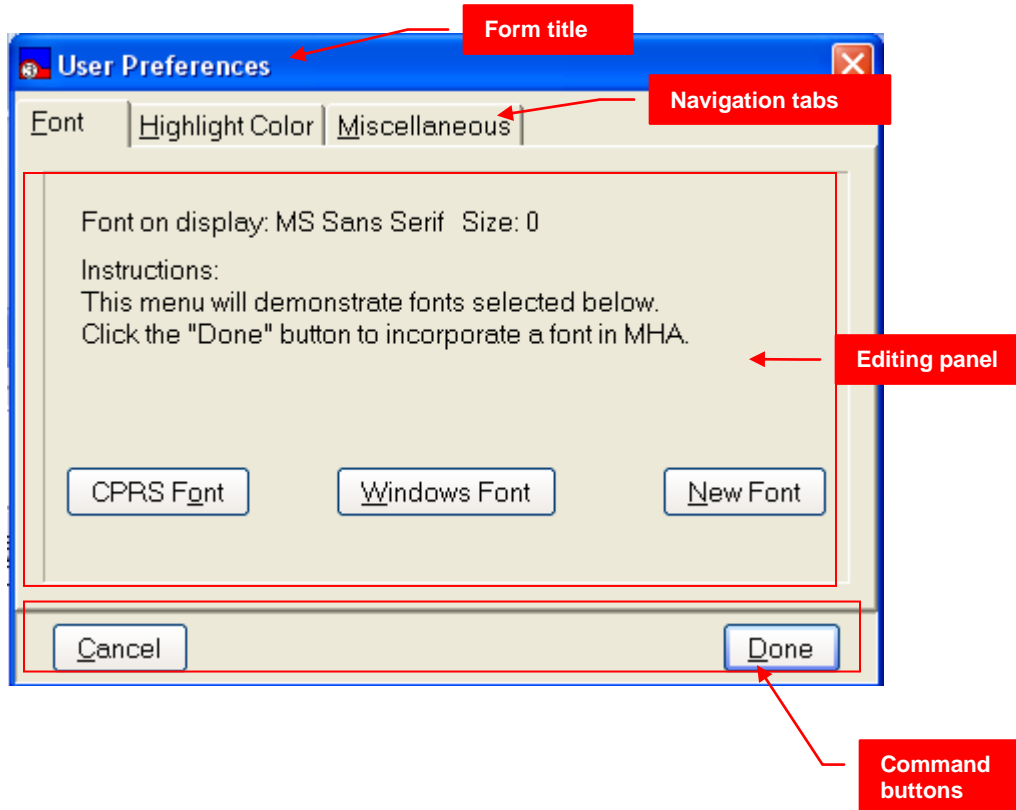 Form title
User Preferences
Navigation tabs
Font Highlight Color Miscellaneous
Font on display: MS Sans Serif Size: 0
Instructions:
This menu will demonstrate fonts selected below.
Click the "Done" button to incorporate a font in MHA.
Editing panel
CPRS Font Windows Font New Font
Cancel Done
Command
buttons